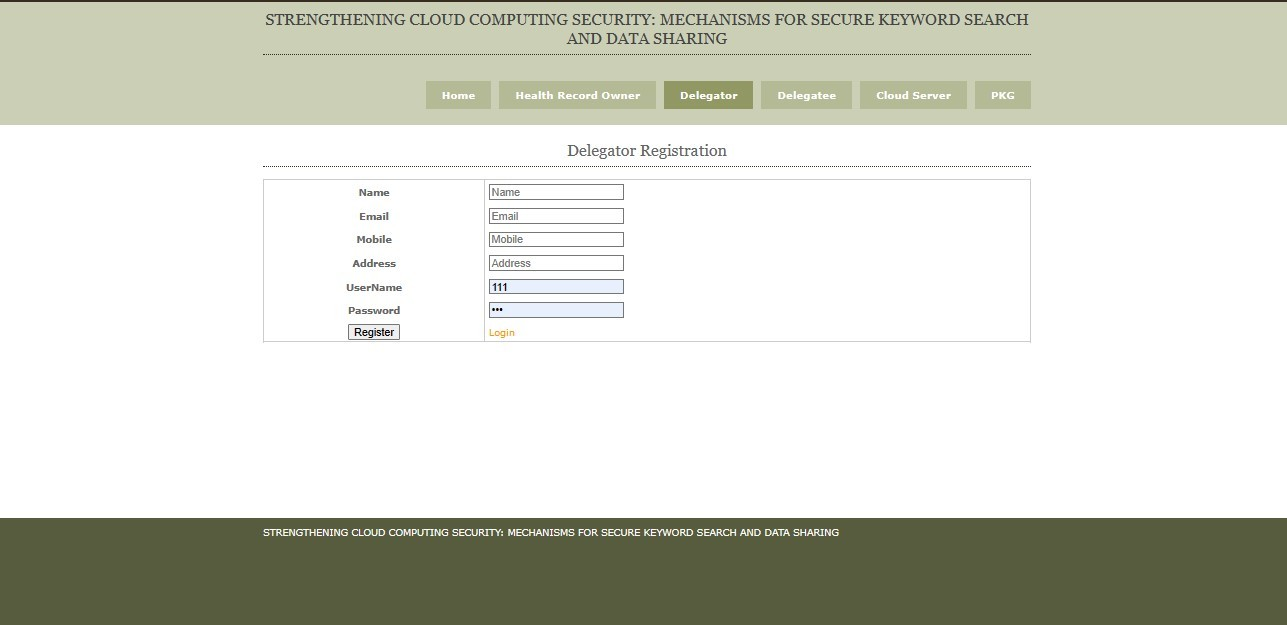 STRENGTHENING CLOUD COMPUTING SECURITY: MECHANISMS FOR SECURE KEYWORD SEARCH
AND DATA SHARING
Home Health Record Owner Delegator Delegatee Cloud Server PKG
Delegator Registration
Name Name
Email Email
Mobile Mobile
Address Address
UserName 111
Password •••
Register Login
STRENGTHENING CLOUD COMPUTING SECURITY: MECHANISMS FOR SECURE KEYWORD SEARCH AND DATA SHARING